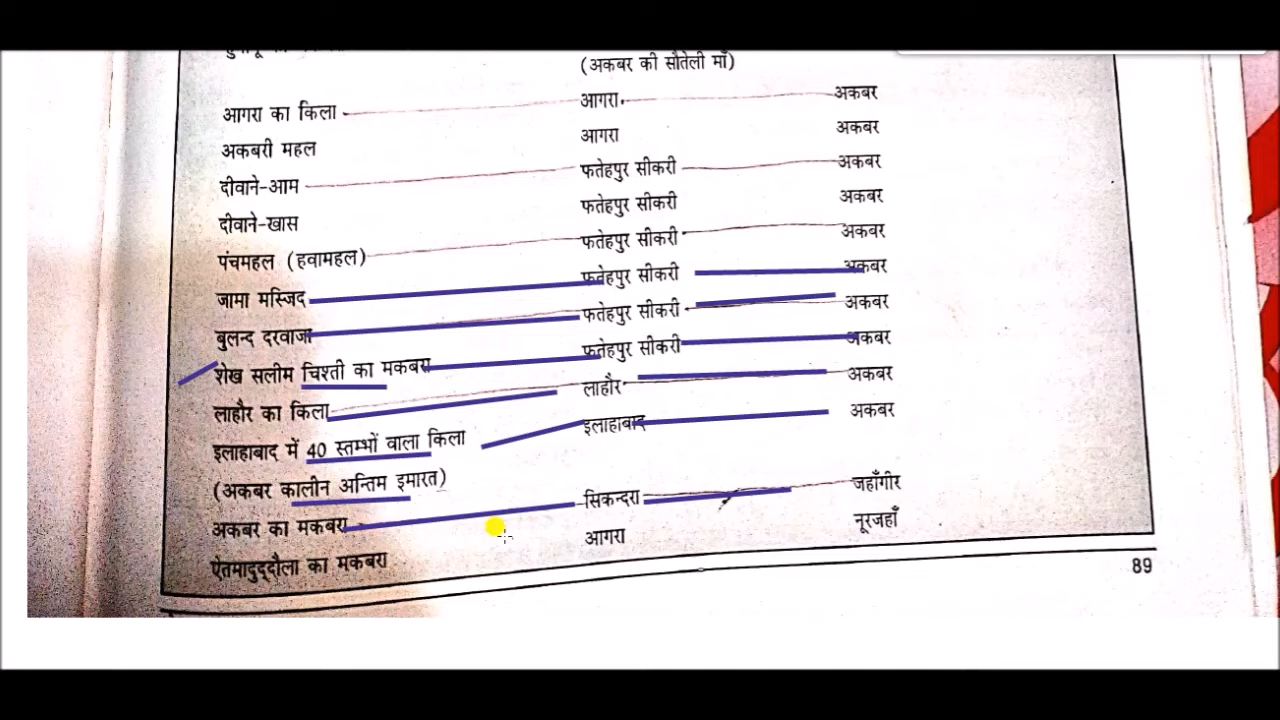 (अकबर की सौतेली माँ)
आगरा का किला आगरा अकबर
अकबरी महल आगरा अकबर
दीवाने-आम फतेहपुर सीकरी अकबर
दीवाने-खास फतेहपुर सीकरी अकबर
पंचमहल (हवामहल) फतेहपुर सीकरी अकबर
जामा मस्जिद फतेहपुर सीकरी अकबर
बुलन्द दरवाजा फतेहपुर सीकरी अकबर
शेख सलीम चिश्ती का मकबरा फतेहपुर सीकरी अकबर
लाहौर का किला लाहौर अकबर
इलाहाबाद में 40 स्तम्भों वाला किला इलाहाबाद अकबर
(अकबर कालीन अन्तिम इमारत)
अकबर का मकबरा सिकन्दरा जहाँगीर
ऐतमादुद्दौला का मकबरा आगरा नूरजहाँ
89